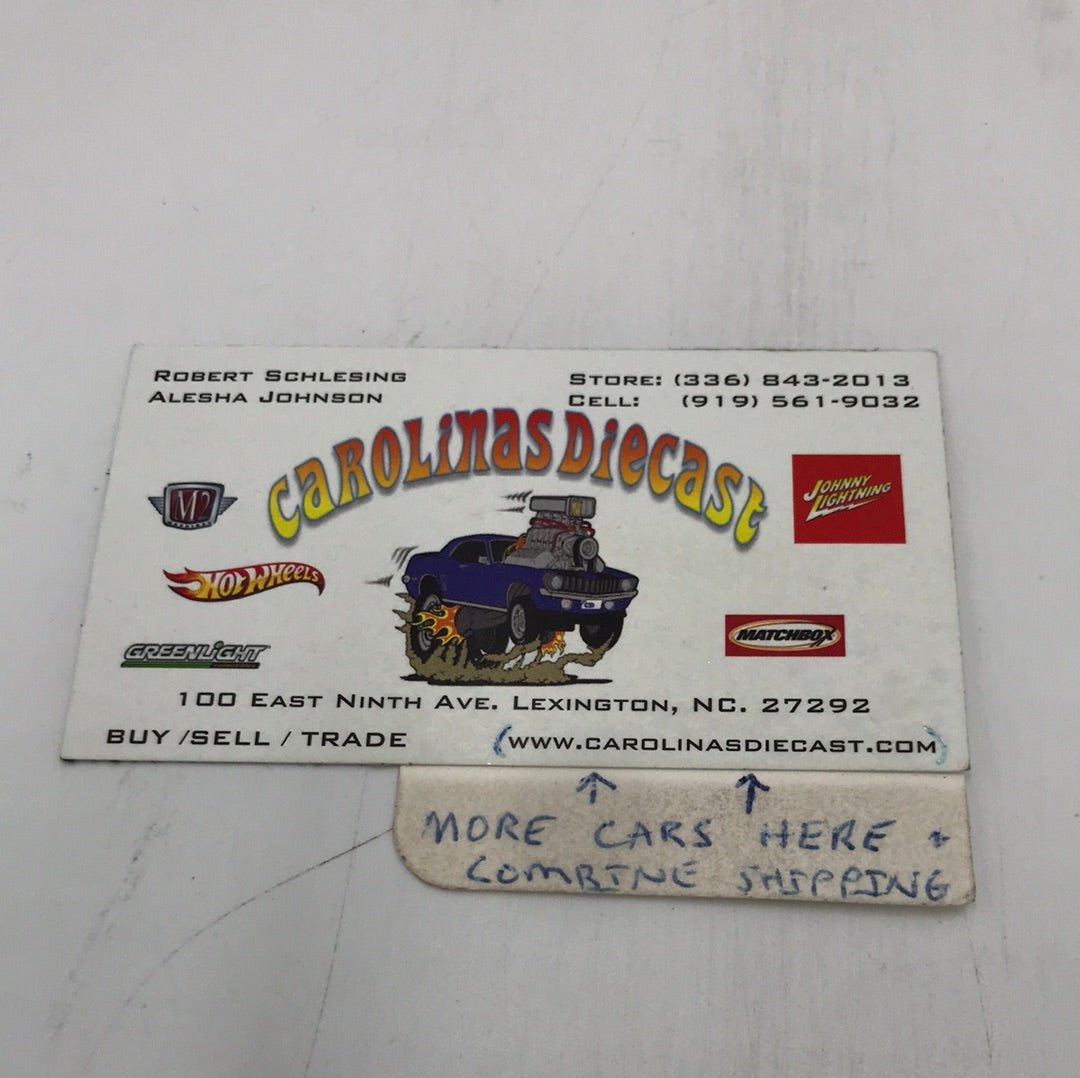 ROBERT SCHLESING
ALESHA JOHNSON
STORE: (336) 843-2013
CELL: (919) 561-9032
CAROLINAS DIECAST
M2
JOHNNY LIGHTNING
HOT WHEELS
MATCHBOX
GREENLIGHT
100 EAST NINTH AVE. LEXINGTON, NC. 27292
BUY /SELL / TRADE
(WWW.CAROLINASDIECAST.COM)
MORE CARS HERE +
COMBINE SHIPPING